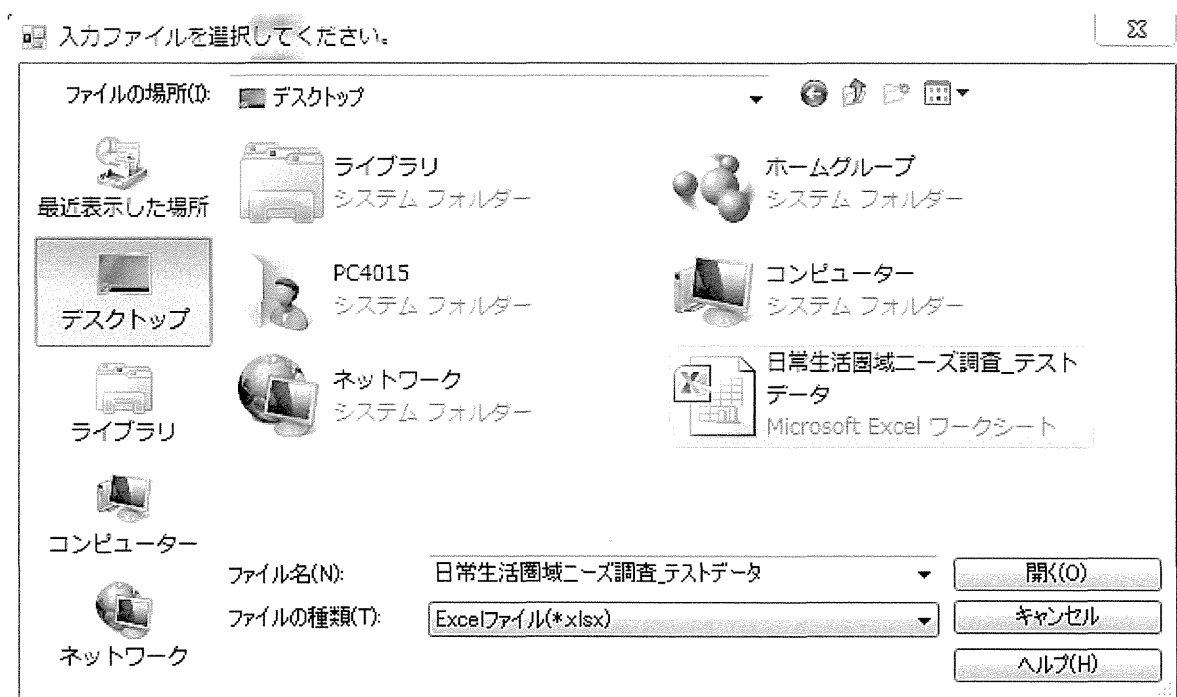 入力ファイルを選択してください。
ファイルの場所(I):
デスクトップ
最近表示した場所
デスクトップ
ライブラリ
コンピューター
ネットワーク
ライブラリ
システム フォルダー
ホームグループ
システム フォルダー
PC4015
システム フォルダー
コンピューター
システム フォルダー
ネットワーク
システム フォルダー
日常生活圏域ニーズ調査_テスト
データ
Microsoft Excel ワークシート
ファイル名(N):
日常生活圏域ニーズ調査_テストデータ
開く(O)
ファイルの種類(T):
Excelファイル(*.xlsx)
キャンセル
ヘルプ(H)